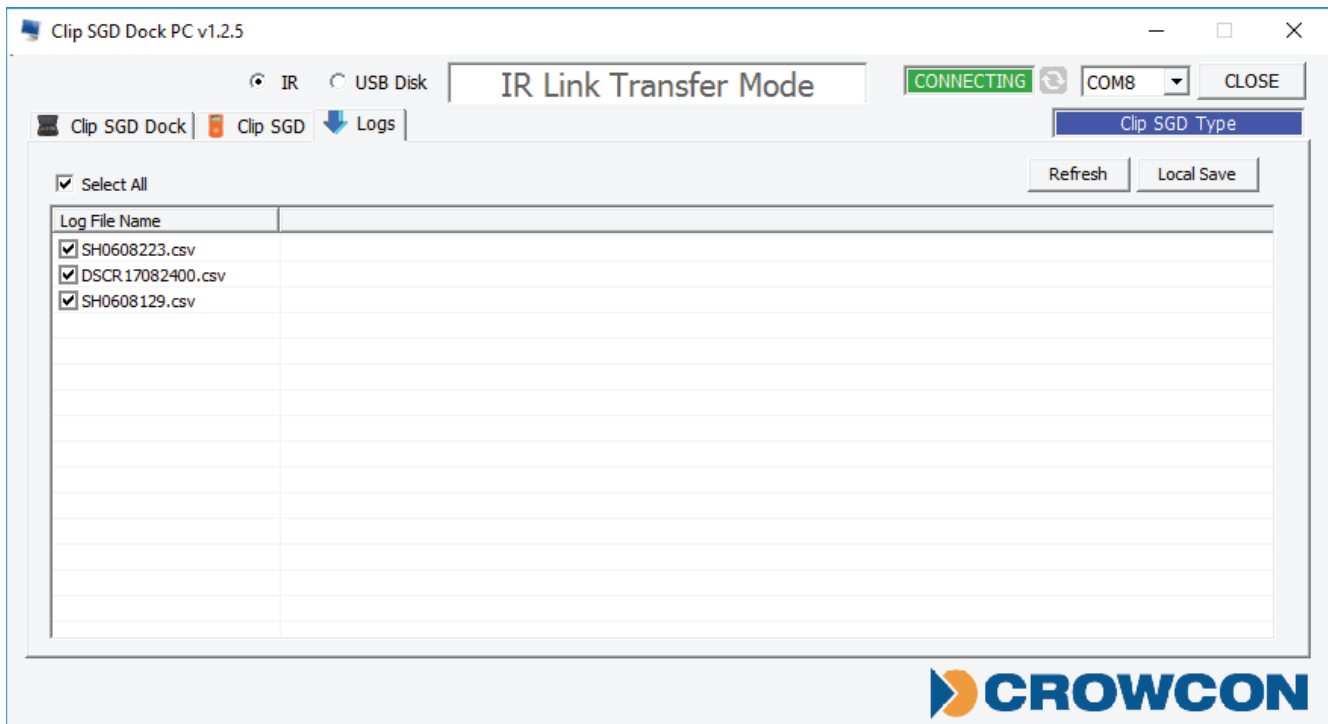 Clip SGD Dock PC v1.2.5
IR USB Disk IR Link Transfer Mode CONNECTING COM8 CLOSE
Clip SGD Dock Clip SGD Logs Clip SGD Type
Select All Refresh Local Save
Log File Name
SH0608223.csv
DSCR17082400.csv
SH0608129.csv
CROWCON